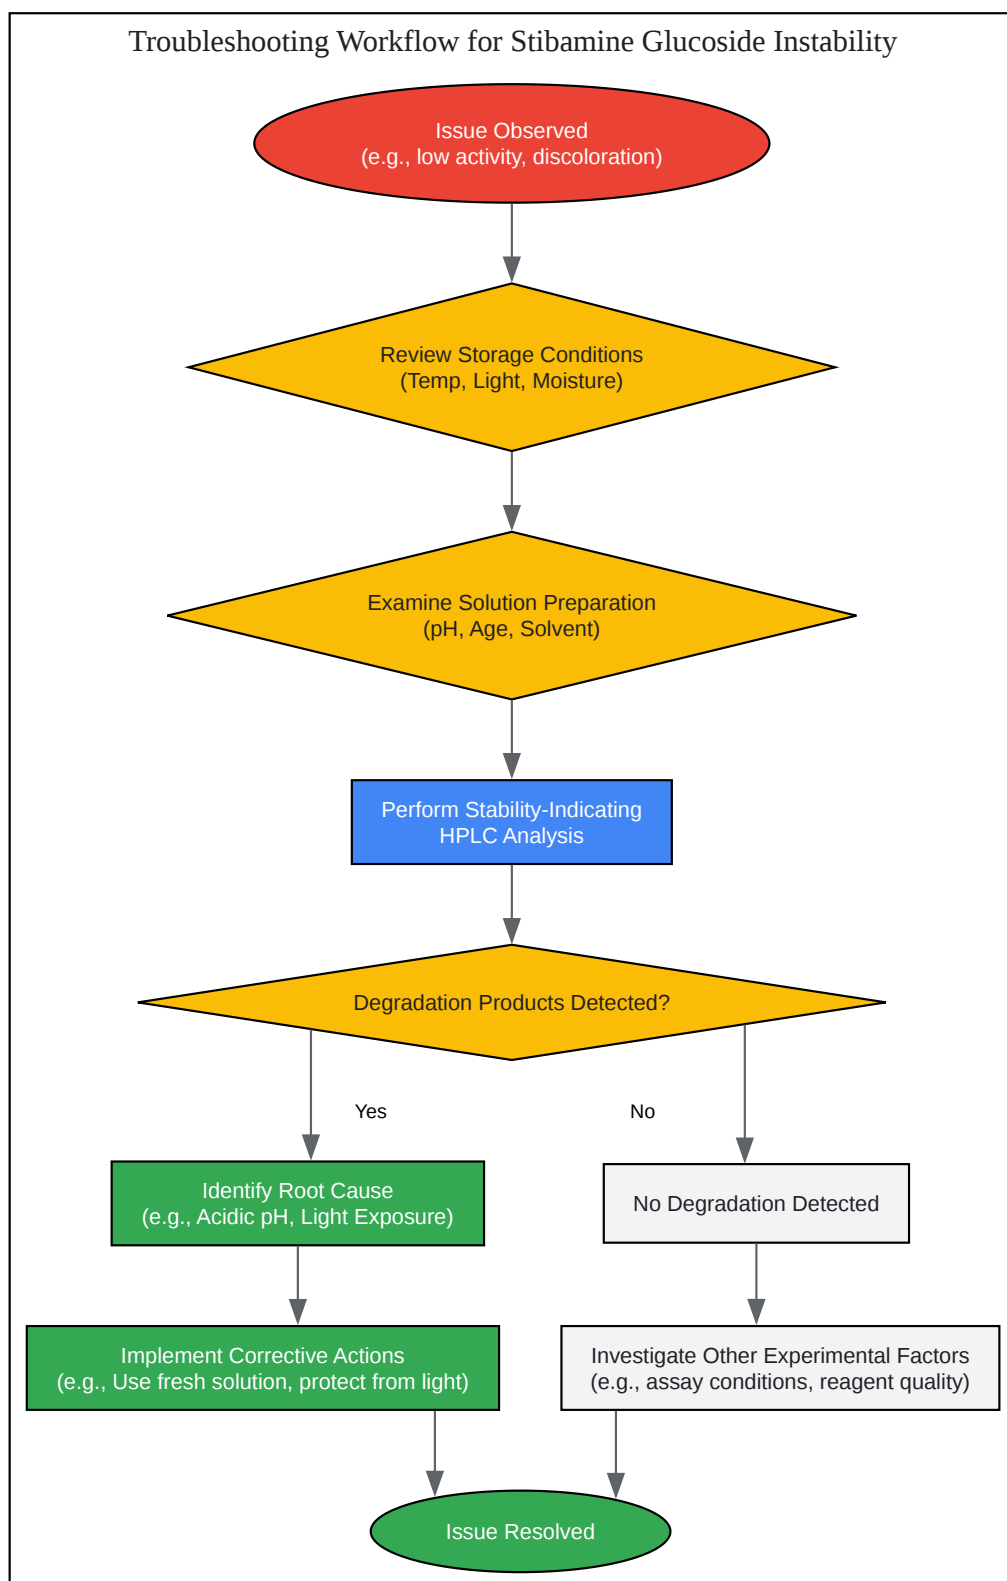 Troubleshooting Workflow for Stibamine Glucoside Instability
Issue Observed
(e.g., low activity, discoloration)
Review Storage Conditions
(Temp, Light, Moisture)
Examine Solution Preparation
(pH, Age, Solvent)
Perform Stability-Indicating
HPLC Analysis
Degradation Products Detected?
Yes
No
Identify Root Cause
(e.g., Acidic pH, Light Exposure)
No Degradation Detected
Implement Corrective Actions
(e.g., Use fresh solution, protect from light)
Investigate Other Experimental Factors
(e.g., assay conditions, reagent quality)
Issue Resolved